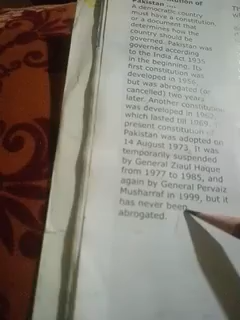 Pakistan
A democratic country
must have a constitution,
or a document that
determines how the
country should be
governed. Pakistan was
governed according
to the India Act 1935
in the beginning. Its
first constitution was
developed in 1956,
but was abrogated (or
cancelled) two years
later. Another constitution
was developed in 1962,
which lasted till 1969.
present constitution of
Pakistan was adopted on
14 August 1973. It was
temporarily suspended
by General Ziaul Haque
from 1977 to 1985, and
again by General Pervaiz
Musharraf in 1999, but it
has never been
abrogated.